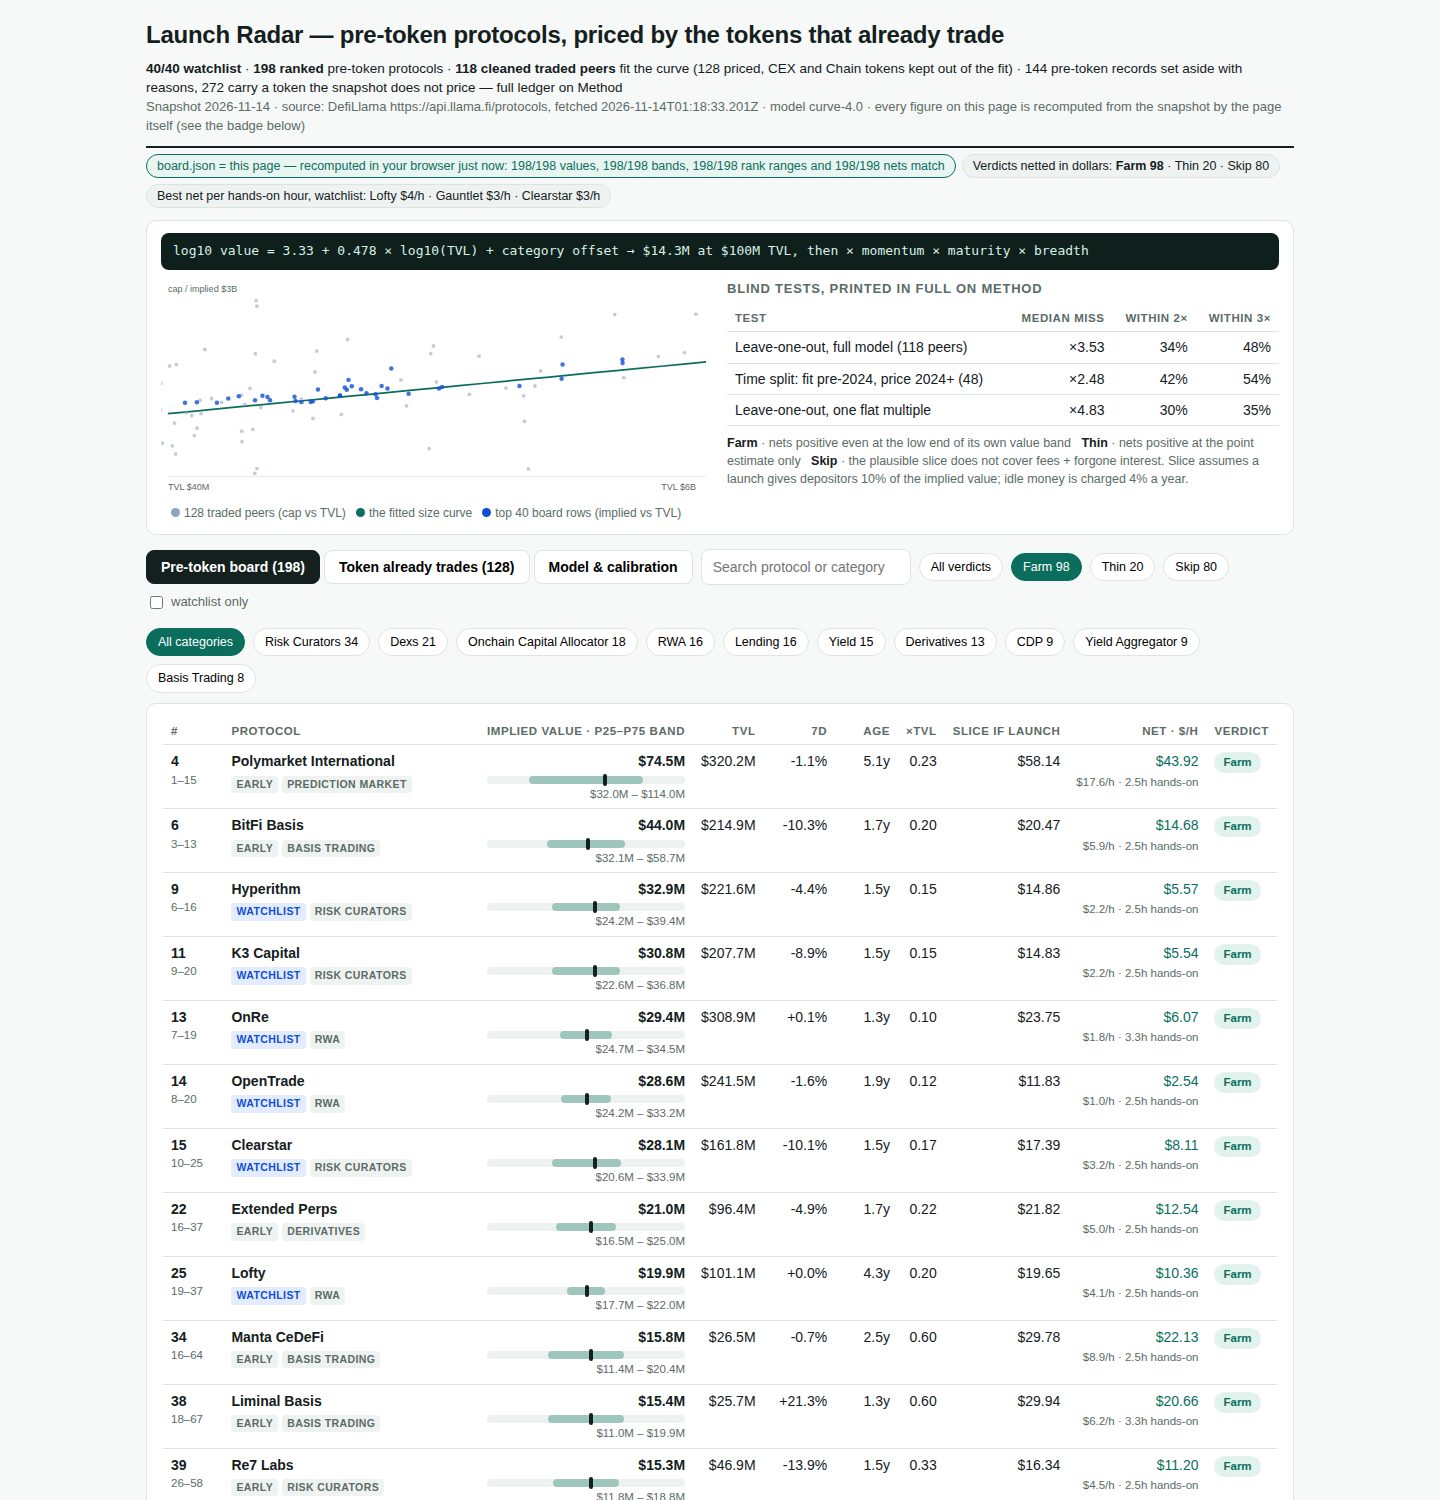 Launch Radar — pre-token protocols, priced by the tokens that already trade
40/40 watchlist · 198 ranked pre-token protocols · 118 cleaned traded peers fit the curve (128 priced, CEX and Chain tokens kept out of the fit) · 144 pre-token records set aside with
reasons, 272 carry a token the snapshot does not price — full ledger on Method
Snapshot 2026-11-14 · source: DefiLlama https://api.llama.fi/protocols, fetched 2026-11-14T01:18:33.201Z · model curve-4.0 · every figure on this page is recomputed from the snapshot by the page
itself (see the badge below)
board.json = this page — recomputed in your browser just now: 198/198 values, 198/198 bands, 198/198 rank ranges and 198/198 nets match
Verdicts netted in dollars: Farm 98 · Thin 20 · Skip 80
Best net per hands-on hour, watchlist: Lofty $4/h · Gauntlet $3/h · Clearstar $3/h
log10 value = 3.33 + 0.478 × log10(TVL) + category offset → $14.3M at $100M TVL, then × momentum × maturity × breadth
cap / implied $3B
TVL $40M TVL $6B
128 traded peers (cap vs TVL) the fitted size curve top 40 board rows (implied vs TVL)
BLIND TESTS, PRINTED IN FULL ON METHOD
TEST MEDIAN MISS WITHIN 2× WITHIN 3×
Leave-one-out, full model (118 peers) ×3.53 34% 48%
Time split: fit pre-2024, price 2024+ (48) ×2.48 42% 54%
Leave-one-out, one flat multiple ×4.83 30% 35%
Farm · nets positive even at the low end of its own value band Thin · nets positive at the point
estimate only Skip · the plausible slice does not cover fees + forgone interest. Slice assumes a
launch gives depositors 10% of the implied value; idle money is charged 4% a year.
Pre-token board (198) Token already trades (128) Model & calibration Search protocol or category All verdicts Farm 98 Thin 20 Skip 80
watchlist only
All categories Risk Curators 34 Dexs 21 Onchain Capital Allocator 18 RWA 16 Lending 16 Yield 15 Derivatives 13 CDP 9 Yield Aggregator 9
Basis Trading 8
# PROTOCOL IMPLIED VALUE · P25–P75 BAND TVL 7D AGE ×TVL SLICE IF LAUNCH NET · $/H VERDICT
4 Polymarket International $74.5M $320.2M -1.1% 5.1y 0.23 $58.14 $43.92 Farm
1–15 EARLY PREDICTION MARKET $32.0M – $114.0M $17.6/h · 2.5h hands-on
6 BitFi Basis $44.0M $214.9M -10.3% 1.7y 0.20 $20.47 $14.68 Farm
3–13 EARLY BASIS TRADING $32.1M – $58.7M $5.9/h · 2.5h hands-on
9 Hyperithm $32.9M $221.6M -4.4% 1.5y 0.15 $14.86 $5.57 Farm
6–16 WATCHLIST RISK CURATORS $24.2M – $39.4M $2.2/h · 2.5h hands-on
11 K3 Capital $30.8M $207.7M -8.9% 1.5y 0.15 $14.83 $5.54 Farm
9–20 WATCHLIST RISK CURATORS $22.6M – $36.8M $2.2/h · 2.5h hands-on
13 OnRe $29.4M $308.9M +0.1% 1.3y 0.10 $23.75 $6.07 Farm
7–19 WATCHLIST RWA $24.7M – $34.5M $1.8/h · 3.3h hands-on
14 OpenTrade $28.6M $241.5M -1.6% 1.9y 0.12 $11.83 $2.54 Farm
8–20 WATCHLIST RWA $24.2M – $33.2M $1.0/h · 2.5h hands-on
15 Clearstar $28.1M $161.8M -10.1% 1.5y 0.17 $17.39 $8.11 Farm
10–25 WATCHLIST RISK CURATORS $20.6M – $33.9M $3.2/h · 2.5h hands-on
22 Extended Perps $21.0M $96.4M -4.9% 1.7y 0.22 $21.82 $12.54 Farm
16–37 EARLY DERIVATIVES $16.5M – $25.0M $5.0/h · 2.5h hands-on
25 Lofty $19.9M $101.1M +0.0% 4.3y 0.20 $19.65 $10.36 Farm
19–37 WATCHLIST RWA $17.7M – $22.0M $4.1/h · 2.5h hands-on
34 Manta CeDeFi $15.8M $26.5M -0.7% 2.5y 0.60 $29.78 $22.13 Farm
16–64 EARLY BASIS TRADING $11.4M – $20.4M $8.9/h · 2.5h hands-on
38 Liminal Basis $15.4M $25.7M +21.3% 1.3y 0.60 $29.94 $20.66 Farm
18–67 EARLY BASIS TRADING $11.0M – $19.9M $6.2/h · 3.3h hands-on
39 Re7 Labs $15.3M $46.9M -13.9% 1.5y 0.33 $16.34 $11.20 Farm
26–58 EARLY RISK CURATORS $11.8M – $18.8M $4.5/h · 2.5h hands-on